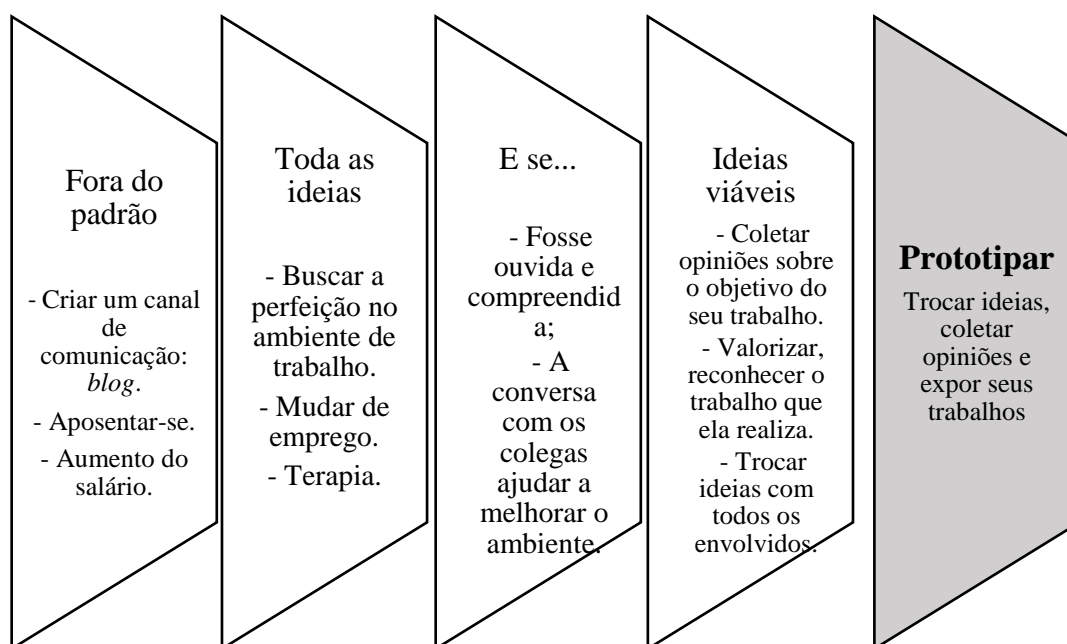 Fora do
padrão
- Criar um canal
de
comunicação:
blog.
- Aposentar-se.
- Aumento do
salário.
Toda as
ideias
- Buscar a
perfeição no
ambiente de
trabalho.
- Mudar de
emprego.
- Terapia.
E se...
- Fosse
ouvida e
compreendid
a;
- A
conversa
com os
colegas
ajudar a
melhorar o
ambiente.
Ideias
viáveis
- Coletar
opiniões sobre
o objetivo do
seu trabalho.
- Valorizar,
reconhecer o
trabalho que
ela realiza.
- Trocar
ideias com
todos os
envolvidos.
Prototipar
Trocar ideias,
coletar
opiniões e
expor seus
trabalhos